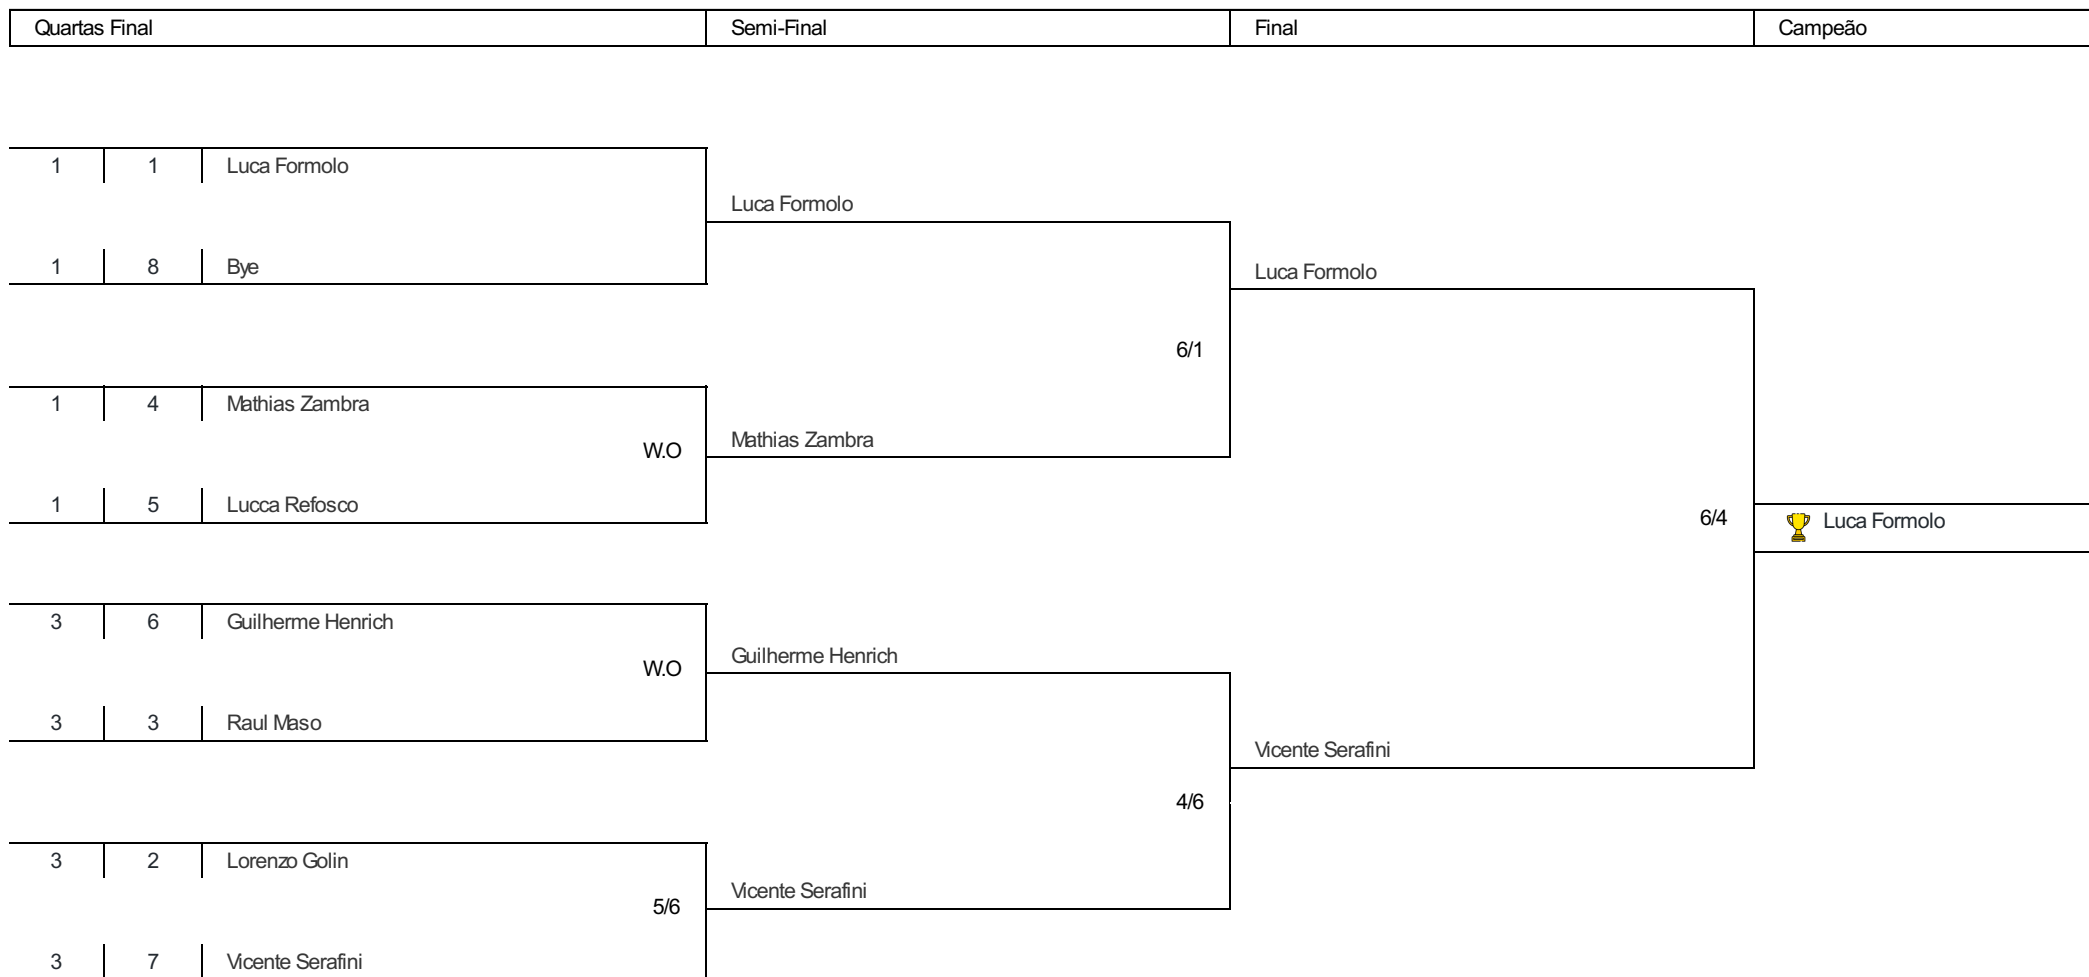 Quartas Final Semi-Final Final Campeão
1 1 Luca Formolo
Luca Formolo
1 8 Bye
Luca Formolo
6/1
1 4 Mathias Zambra
Mathias Zambra
W.O
1 5 Lucca Refosco
6/4
Luca Formolo
3 6 Guilherme Henrich
Guilherme Henrich
W.O
3 3 Raul Maso
Vicente Serafini
4/6
3 2 Lorenzo Golin
Vicente Serafini
5/6
3 7 Vicente Serafini